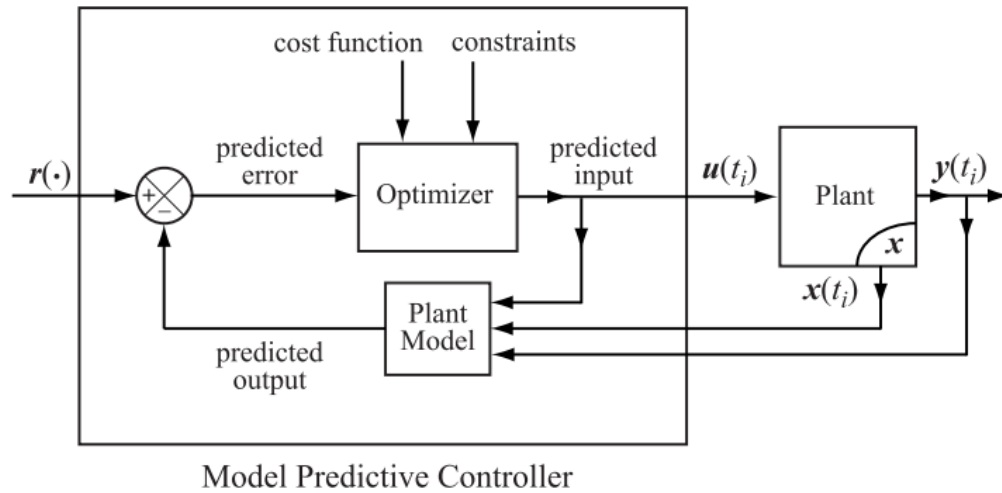 cost function
constraints
predicted
error
predicted
input
r(·)
+
−
Optimizer
u(t_i)
Plant
y(t_i)
x
x(t_i)
Plant
Model
predicted
output
Model Predictive Controller